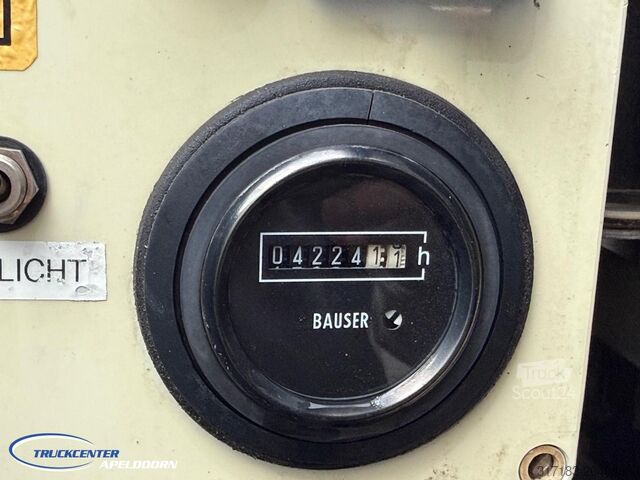 LICHT
0422411 h
BAUSER
Truck
Scout24
TRUCKCENTER
APELDOORN